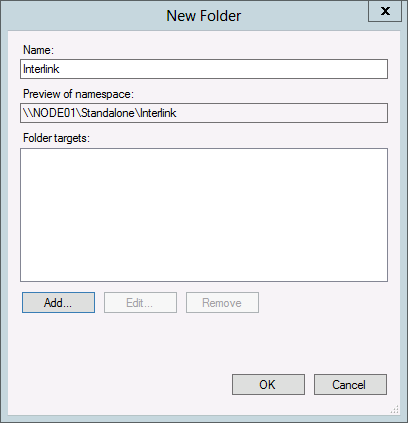 New Folder
x
Name:
Interlink
Preview of namespace:
\\NODE01\Standalone\Interlink
Folder targets:
Add...
Edit...
Remove
OK
Cancel